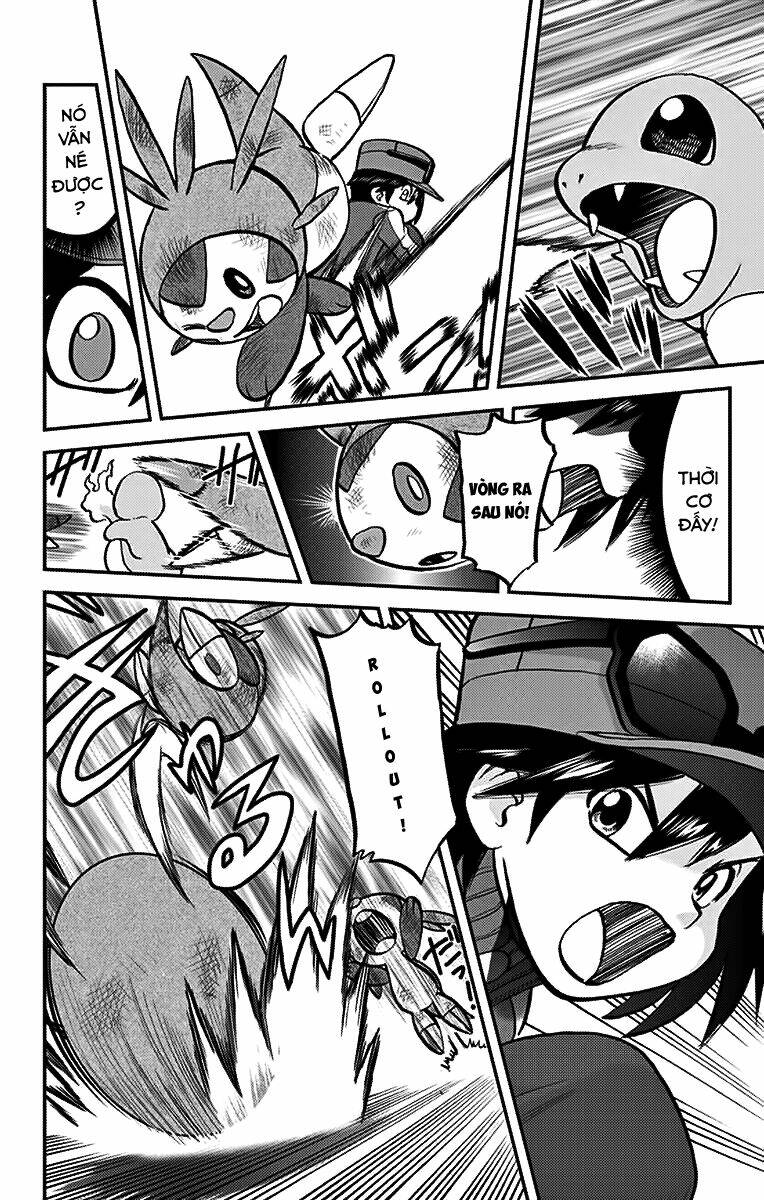 NÓ
VẪN
NÉ
ĐƯỢC
?
THỜI
CƠ
ĐẤY!
VÒNG RA
SAU NÓ!
ROLLOUT!